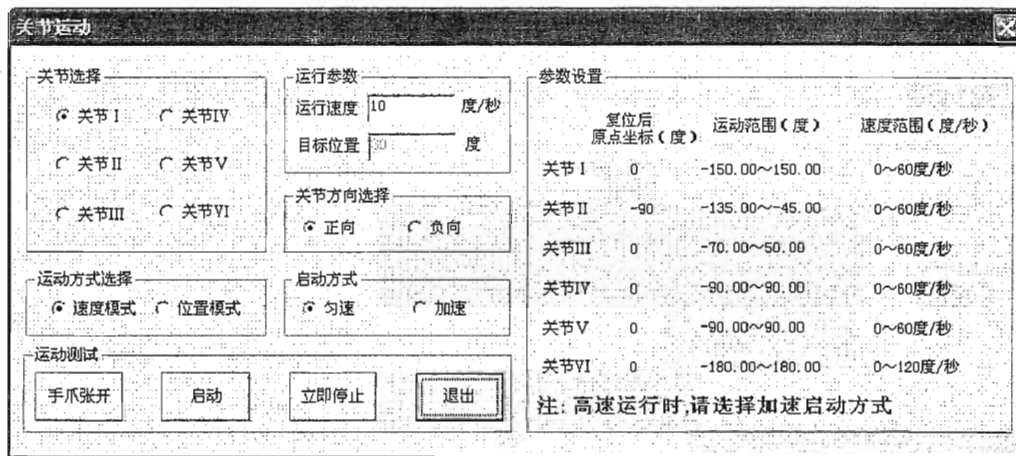 关节运动
关节选择
关节 I 关节IV
关节 II 关节 V
关节III 关节VI
运动方式选择
速度模式 位置模式
运行参数
运行速度 10 度/秒
目标位置 30 度
关节方向选择
正向 负向
启动方式
匀速 加速
运动测试
手爪张开 启动 立即停止 退出
参数设置
复位后
原点坐标(度) 运动范围(度) 速度范围(度/秒)
关节 I 0 -150.00～150.00 0～60度/秒
关节 II -90 -135.00～-45.00 0～60度/秒
关节III 0 -70.00～50.00 0～60度/秒
关节IV 0 -90.00～90.00 0～60度/秒
关节 V 0 -90.00～90.00 0～60度/秒
关节VI 0 -180.00～180.00 0～120度/秒
注: 高速运行时,请选择加速启动方式